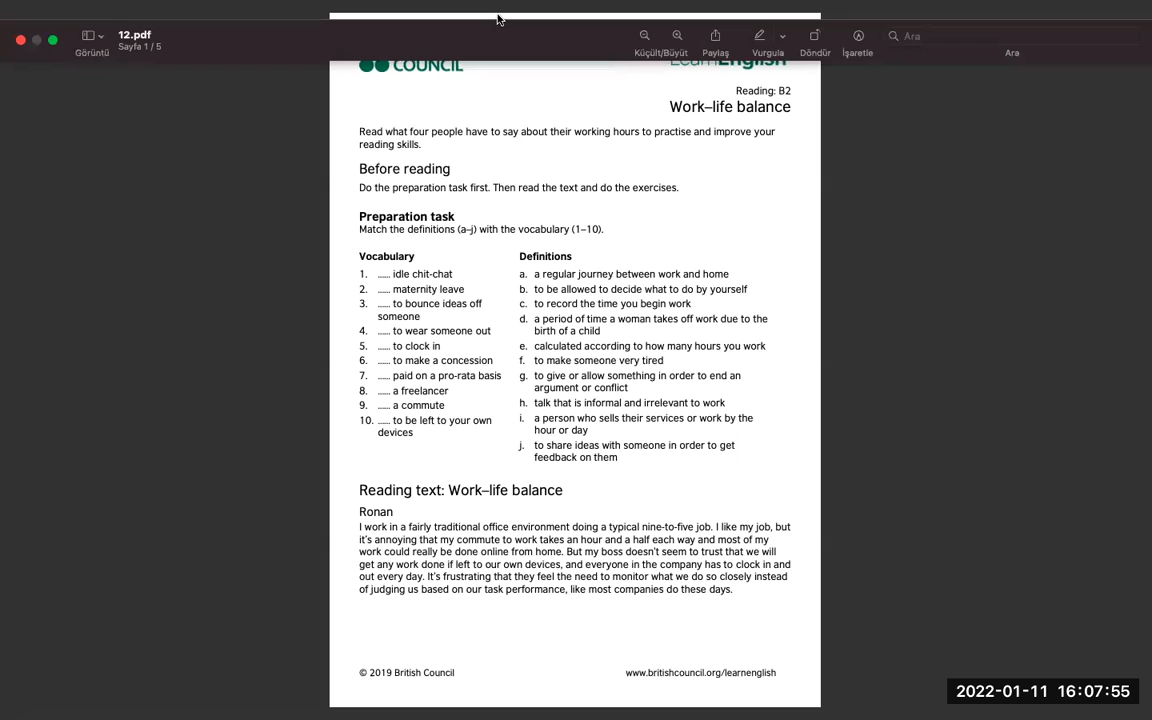 12.pdf
Sayfa 1 / 5
Görüntü
Küçült/Büyüt
Paylaş
Vurgula
Döndür
İşaretle
Ara
Ara
COUNCIL
LearnEnglish
Reading: B2
Work–life balance
Read what four people have to say about their working hours to practise and improve your
reading skills.
Before reading
Do the preparation task first. Then read the text and do the exercises.
Preparation task
Match the definitions (a–j) with the vocabulary (1–10).
Vocabulary
1. ...... idle chit-chat
2. ...... maternity leave
3. ...... to bounce ideas off
someone
4. ...... to wear someone out
5. ...... to clock in
6. ...... to make a concession
7. ...... paid on a pro-rata basis
8. ...... a freelancer
9. ...... a commute
10. ...... to be left to your own
devices
Definitions
a. a regular journey between work and home
b. to be allowed to decide what to do by yourself
c. to record the time you begin work
d. a period of time a woman takes off work due to the
birth of a child
e. calculated according to how many hours you work
f. to make someone very tired
g. to give or allow something in order to end an
argument or conflict
h. talk that is informal and irrelevant to work
i. a person who sells their services or work by the
hour or day
j. to share ideas with someone in order to get
feedback on them
Reading text: Work–life balance
Ronan
I work in a fairly traditional office environment doing a typical nine-to-five job. I like my job, but
it's annoying that my commute to work takes an hour and a half each way and most of my
work could really be done online from home. But my boss doesn't seem to trust that we will
get any work done if left to our own devices, and everyone in the company has to clock in and
out every day. It's frustrating that they feel the need to monitor what we do so closely instead
of judging us based on our task performance, like most companies do these days.
© 2019 British Council
www.britishcouncil.org/learnenglish
2022-01-11 16:07:55